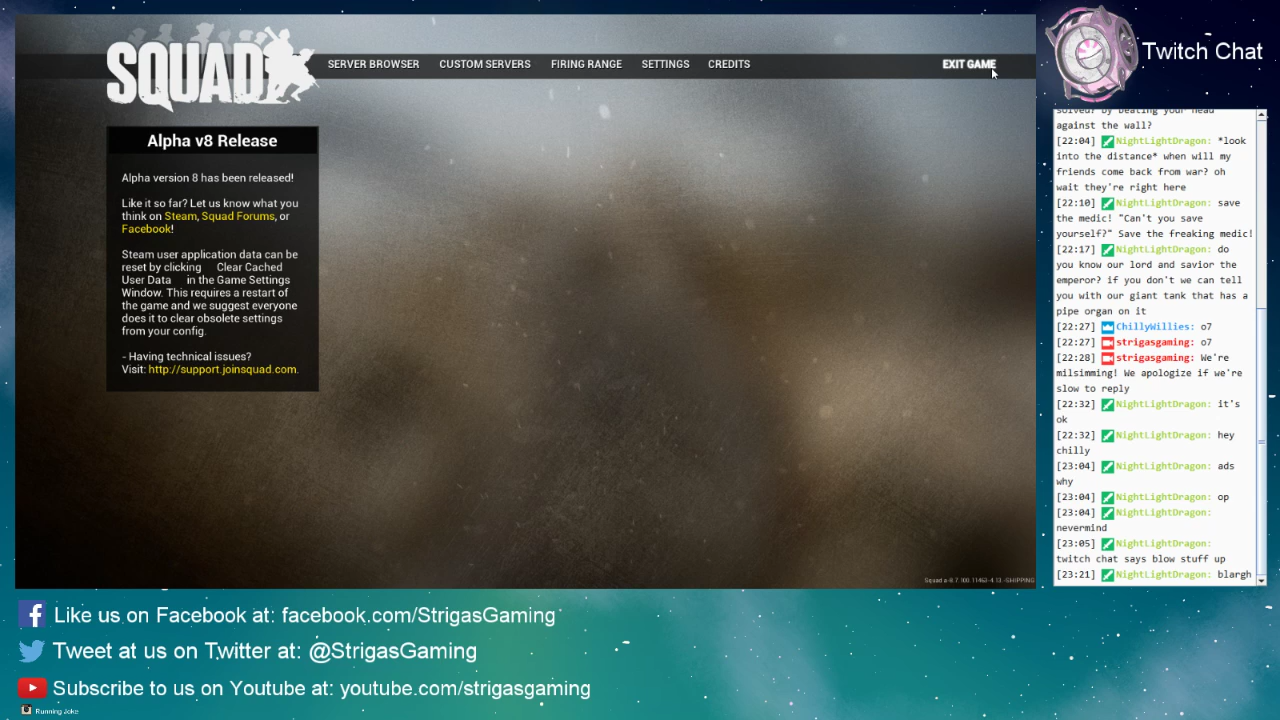 SQUAD
SERVER BROWSER
CUSTOM SERVERS
FIRING RANGE
SETTINGS
CREDITS
EXIT GAME
Alpha v8 Release
Alpha version 8 has been released!
Like it so far? Let us know what you
think on Steam, Squad Forums, or
Facebook!
Steam user application data can be
reset by clicking Clear Cached
User Data in the Game Settings
Window. This requires a restart of
the game and we suggest everyone
does it to clear obsolete settings
from your config.
- Having technical issues?
Visit: http://support.joinsquad.com.
Twitch Chat
solved? by beating your head
against the wall?
[22:04] NightLightDragon: *look
into the distance* when will my
friends come back from war? oh
wait they're right here
[22:10] NightLightDragon: save
the medic! "Can't you save
yourself?" Save the freaking medic!
[22:17] NightLightDragon: do
you know our lord and savior the
emperor? if you don't we can tell
you with our giant tank that has a
pipe organ on it
[22:27] ChillyWillies: o7
[22:27] strigasgaming: o7
[22:28] strigasgaming: We're
milsimming! We apologize if we're
slow to reply
[22:32] NightLightDragon: it's
ok
[22:32] NightLightDragon: hey
chilly
[23:04] NightLightDragon: ads
why
[23:04] NightLightDragon: op
[23:04] NightLightDragon:
nevermind
[23:05] NightLightDragon:
twitch chat says blow stuff up
[23:21] NightLightDragon: blargh
Like us on Facebook at: facebook.com/StrigasGaming
Tweet at us on Twitter at: @StrigasGaming
Subscribe to us on Youtube at: youtube.com/strigasgaming
Running Joke